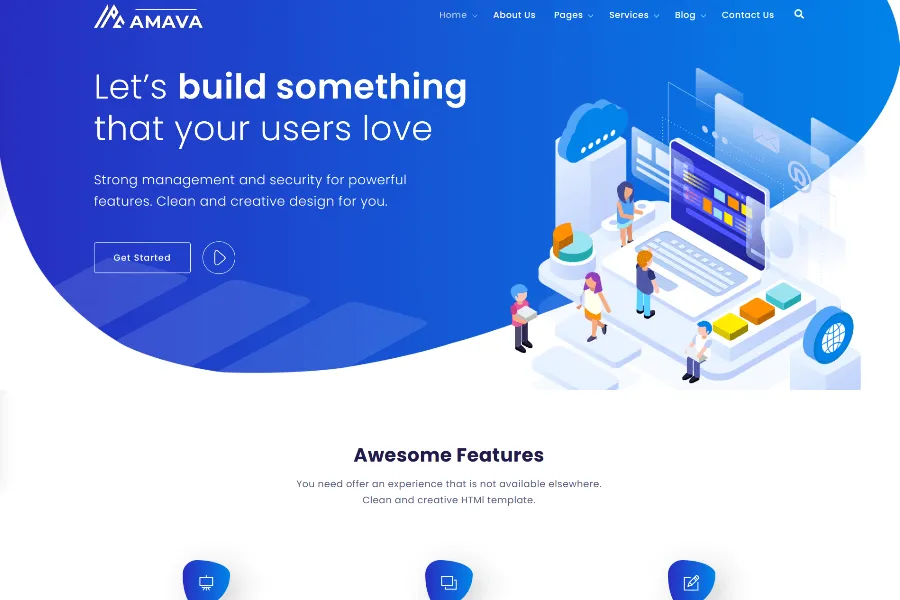 AMAVA
Home
About Us
Pages
Services
Blog
Contact Us
Let's build something
that your users love
Strong management and security for powerful
features. Clean and creative design for you.
Get Started
@
Awesome Features
You need offer an experience that is not available elsewhere.
Clean and creative HTMl template.